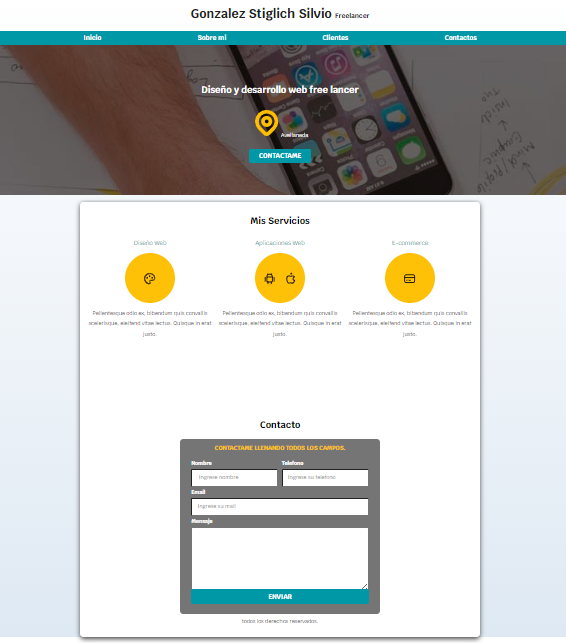 Gonzalez Stiglich Silvio Freelancer
Inicio Sobre mi Clientes Contactos
Diseño y desarrollo web free lancer
Avellaneda
CONTACTAME
Mis Servicios
Diseño Web Aplicaciones Web E-commerce
Pellentesque odio ex, bibendum quis convallis Pellentesque odio ex, bibendum quis convallis Pellentesque odio ex, bibendum quis convallis
scelerisque, eleifend vitae lectus. Quisque in erat scelerisque, eleifend vitae lectus. Quisque in erat scelerisque, eleifend vitae lectus. Quisque in erat
justo. justo. justo.
Contacto
CONTACTAME LLENANDO TODOS LOS CAMPOS.
Nombre Telefono
Ingrese nombre Ingrese su telefono
Email
Ingrese su mail
Mensaje
ENVIAR
todos los derechos reservados.